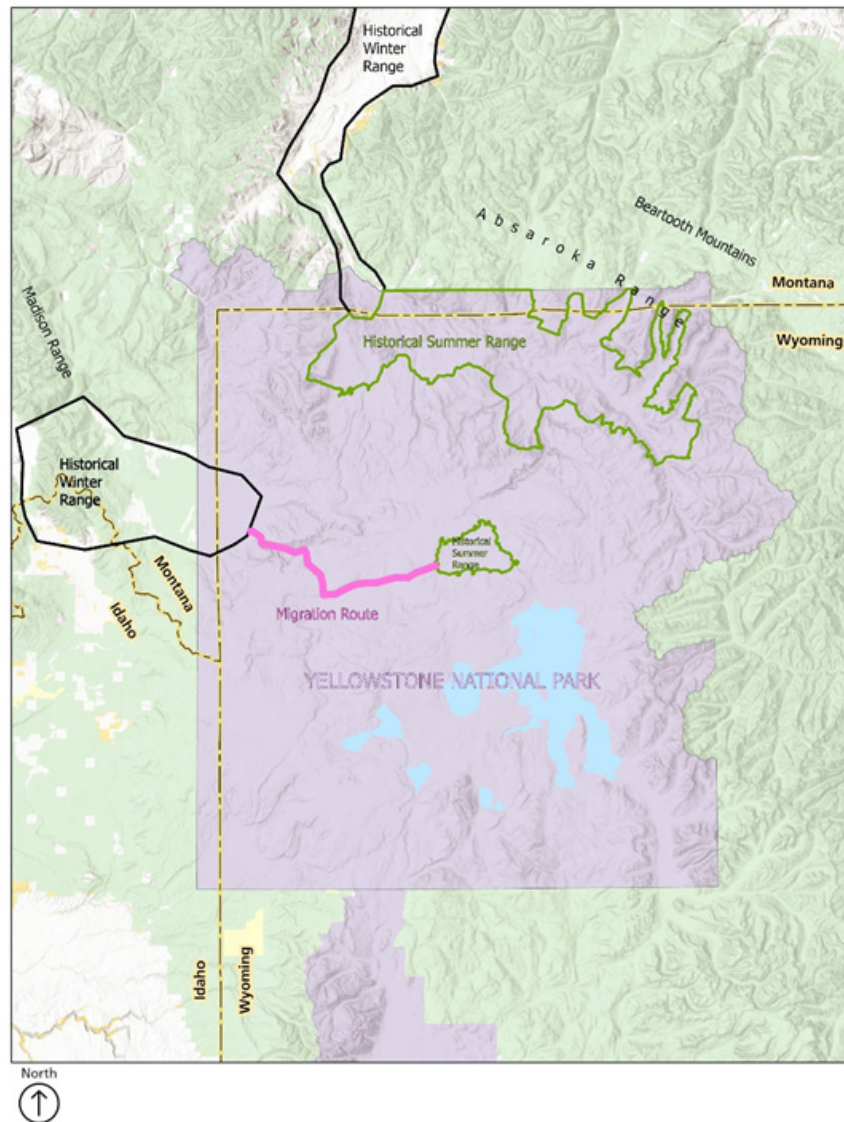 Historical
Winter
Range
Beartooth Mountains
Absaroka Range
Montana
Wyoming
Madison Range
Historical Summer Range
Historical
Winter
Range
Historical
Summer
Range
Montana
Idaho
Migration Route
YELLOWSTONE NATIONAL PARK
Idaho
Wyoming
North